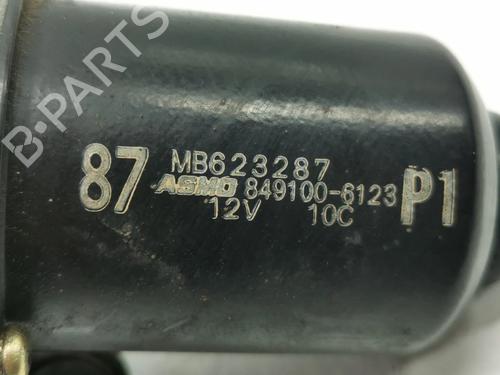 B-PARTS
87 MB623287 P1
ASMO 849100-6123
12V 10C